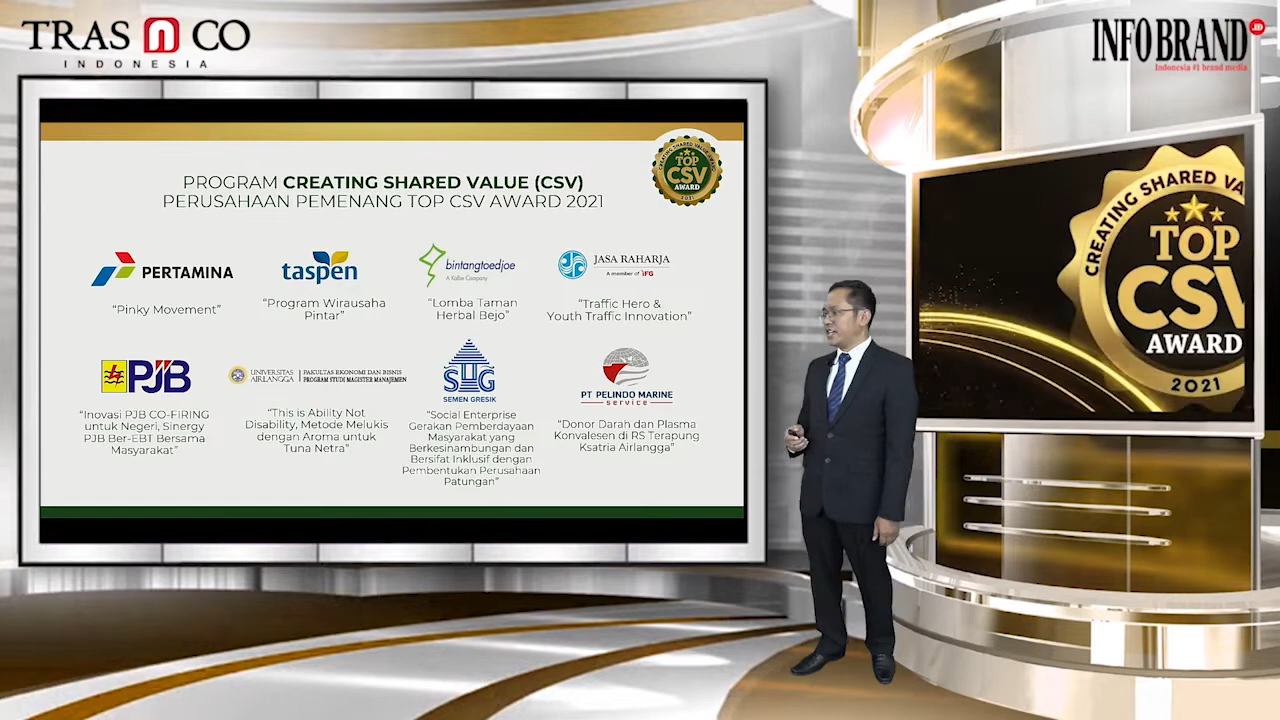 TRAS n CO
INDONESIA
INFOBRAND.ID
Indonesia #1 brand media
PROGRAM CREATING SHARED VALUE (CSV)
PERUSAHAAN PEMENANG TOP CSV AWARD 2021
CREATING SHARED VALUE
TOP
CSV
AWARD
2021
PERTAMINA
"Pinky Movement"
taspen
"Program Wirausaha
Pintar"
bintangtoedjoe
A Kalbe Company
"Lomba Taman
Herbal Bejo"
JASA RAHARJA
A member of IFG
"Traffic Hero &
Youth Traffic Innovation"
PJB
"Inovasi PJB CO-FIRING
untuk Negeri, Sinergy
PJB Ber-EBT Bersama
Masyarakat"
UNIVERSITAS
AIRLANGGA
FAKULTAS EKONOMI DAN BISNIS
PROGRAM STUDI MAGISTER MANAJEMEN
"This is Ability Not
Disability, Metode Melukis
dengan Aroma untuk
Tuna Netra"
SIG
SEMEN GRESIK
"Social Enterprise
Gerakan Pemberdayaan
Masyarakat yang
Berkesinambungan dan
Bersifat Inklusif dengan
Pembentukan Perusahaan
Patungan"
PT PELINDO MARINE
service
"Donor Darah dan Plasma
Konvalesen di RS Terapung
Ksatria Airlangga"
CREATING SHARED VA
TOP
CSV
AWARD
2021